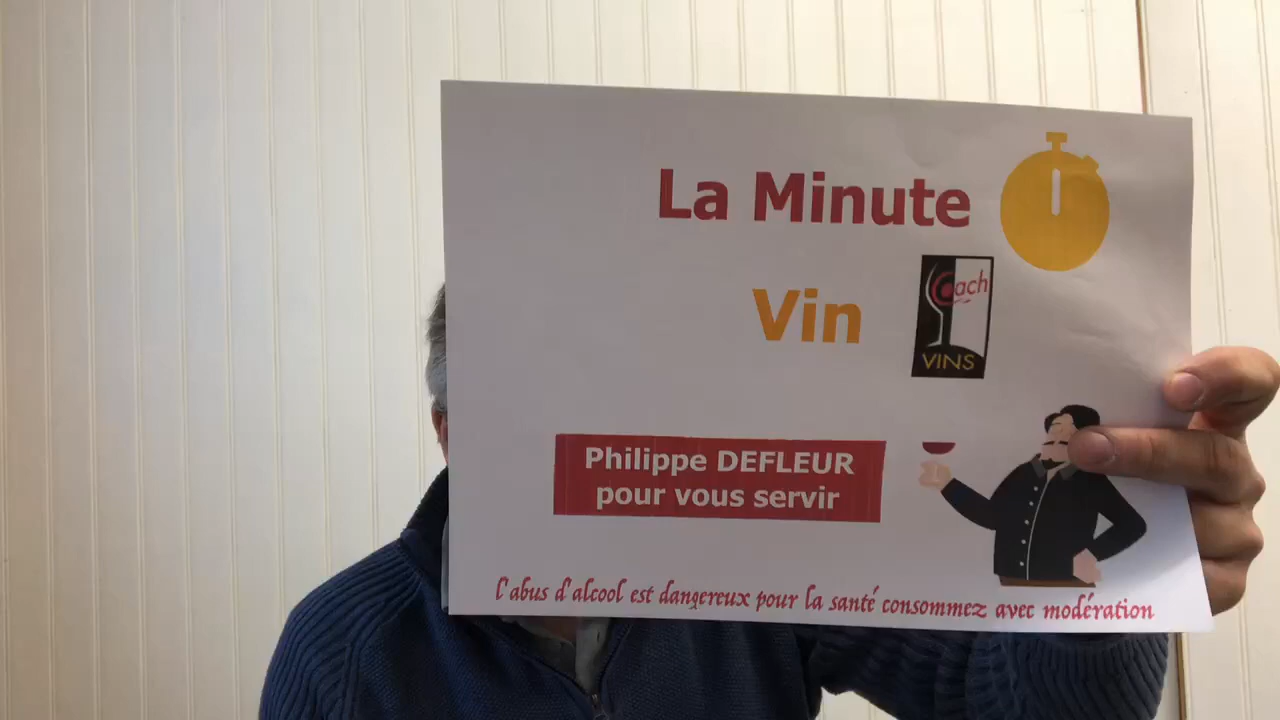 La Minute
Vin
Coach
VINS
Philippe DEFLEUR
pour vous servir
l'abus d'alcool est dangereux pour la santé consommez avec modération